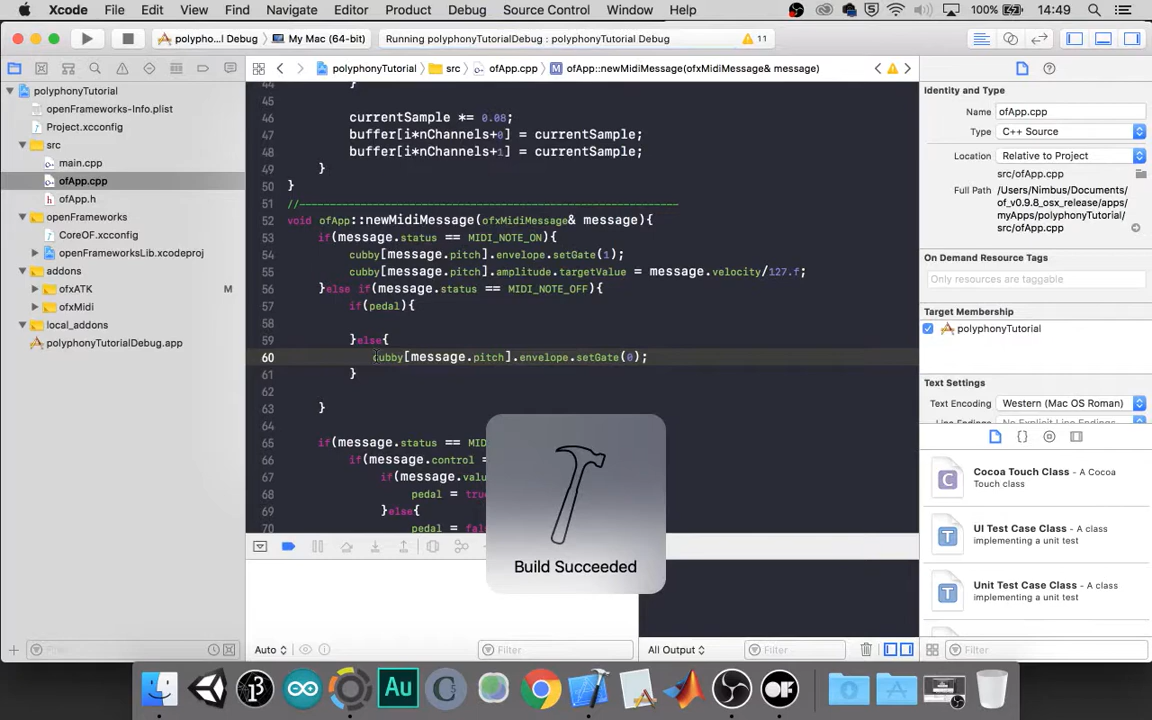 Xcode File Edit View Find Navigate Editor Product Debug Source Control Window Help 100% 14:49
polypho...l Debug My Mac (64-bit) Running polyphonyTutorialDebug : polyphonyTutorial Debug 11
polyphonyTutorial src ofApp.cpp ofApp::newMidiMessage(ofxMidiMessage& message)
polyphonyTutorial
openFrameworks-Info.plist
Project.xcconfig
src
main.cpp
ofApp.cpp
ofApp.h
openFrameworks
CoreOF.xcconfig
openFrameworksLib.xcodeproj
addons
ofxATK M
ofxMidi
local_addons
polyphonyTutorialDebug.app
Filter
44 }
45
46 currentSample *= 0.08;
47 buffer[i*nChannels+0] = currentSample;
48 buffer[i*nChannels+1] = currentSample;
49 }
50 }
51 //--------------------------------------------------------------
52 void ofApp::newMidiMessage(ofxMidiMessage& message){
53 if(message.status == MIDI_NOTE_ON){
54 cubby[message.pitch].envelope.setGate(1);
55 cubby[message.pitch].amplitude.targetValue = message.velocity/127.f;
56 }else if(message.status == MIDI_NOTE_OFF){
57 if(pedal){
58
59 }else{
60 cubby[message.pitch].envelope.setGate(0);
61 }
62
63 }
64
65 if(message.status == MID
66 if(message.control =
67 if(message.valu
68 pedal = tru
69 }else{
70 pedal = fal
Build Succeeded
Auto Filter All Output Filter
Identity and Type
Name ofApp.cpp
Type C++ Source
Location Relative to Project
src/ofApp.cpp
Full Path /Users/Nimbus/Documents/
of_v0.9.8_osx_release/apps/
myApps/polyphonyTutorial/
src/ofApp.cpp
On Demand Resource Tags
Only resources are taggable
Target Membership
polyphonyTutorial
Text Settings
Text Encoding Western (Mac OS Roman)
Cocoa Touch Class - A Cocoa
Touch class
UI Test Case Class - A class
implementing a unit test
Unit Test Case Class - A class
implementing a unit test
Filter
Au
OF